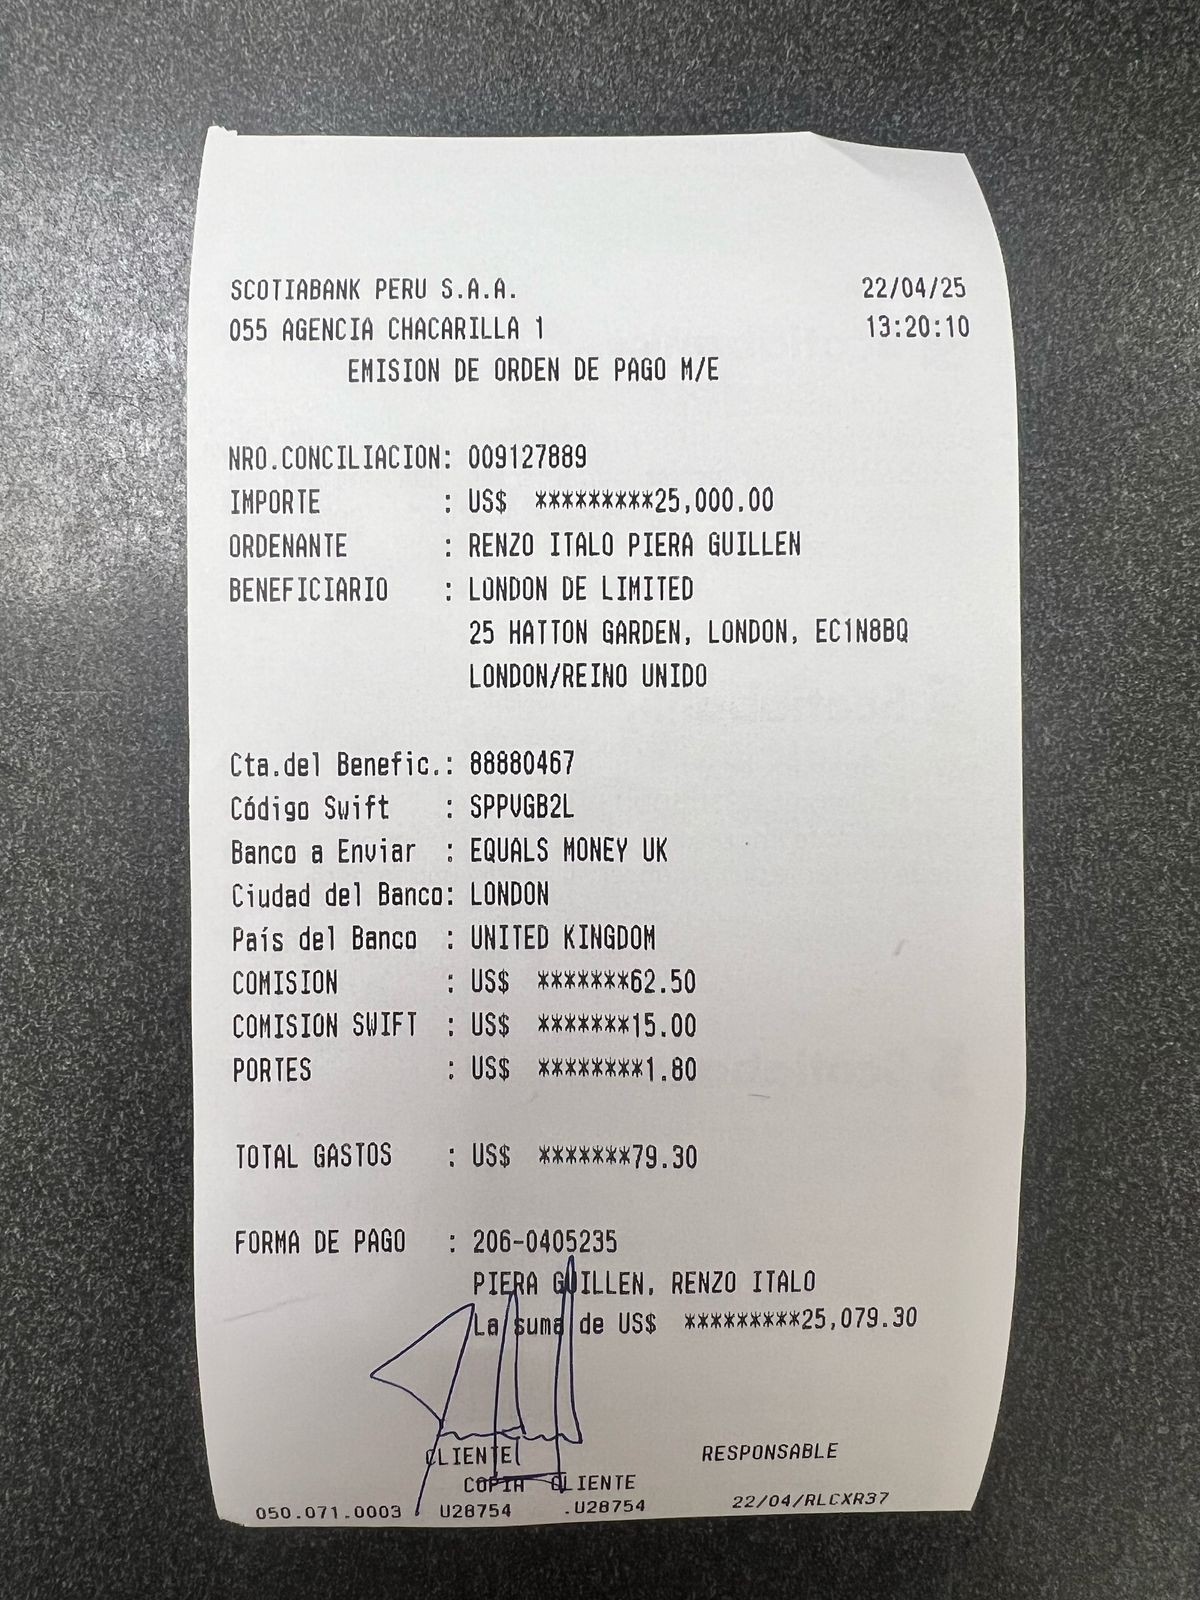 SCOTIABANK PERU S.A.A. 22/04/25
055 AGENCIA CHACARILLA 1 13:20:10
EMISION DE ORDEN DE PAGO M/E
NRO.CONCILIACION: 009127889
IMPORTE : US$ *********25,000.00
ORDENANTE : RENZO ITALO PIERA GUILLEN
BENEFICIARIO : LONDON DE LIMITED
25 HATTON GARDEN, LONDON, EC1N8BQ
LONDON/REINO UNIDO
Cta.del Benefic.: 88880467
Código Swift : SPPVGB2L
Banco a Enviar : EQUALS MONEY UK
Ciudad del Banco: LONDON
País del Banco : UNITED KINGDOM
COMISION : US$ *******62.50
COMISION SWIFT : US$ *******15.00
PORTES : US$ ********1.80
TOTAL GASTOS : US$ *******79.30
FORMA DE PAGO : 206-0405235
PIERA GUILLEN, RENZO ITALO
La suma de US$ *********25,079.30
CLIENTE RESPONSABLE
COPIA CLIENTE
050.071.0003 U28754 .U28754 22/04/RLCXR37